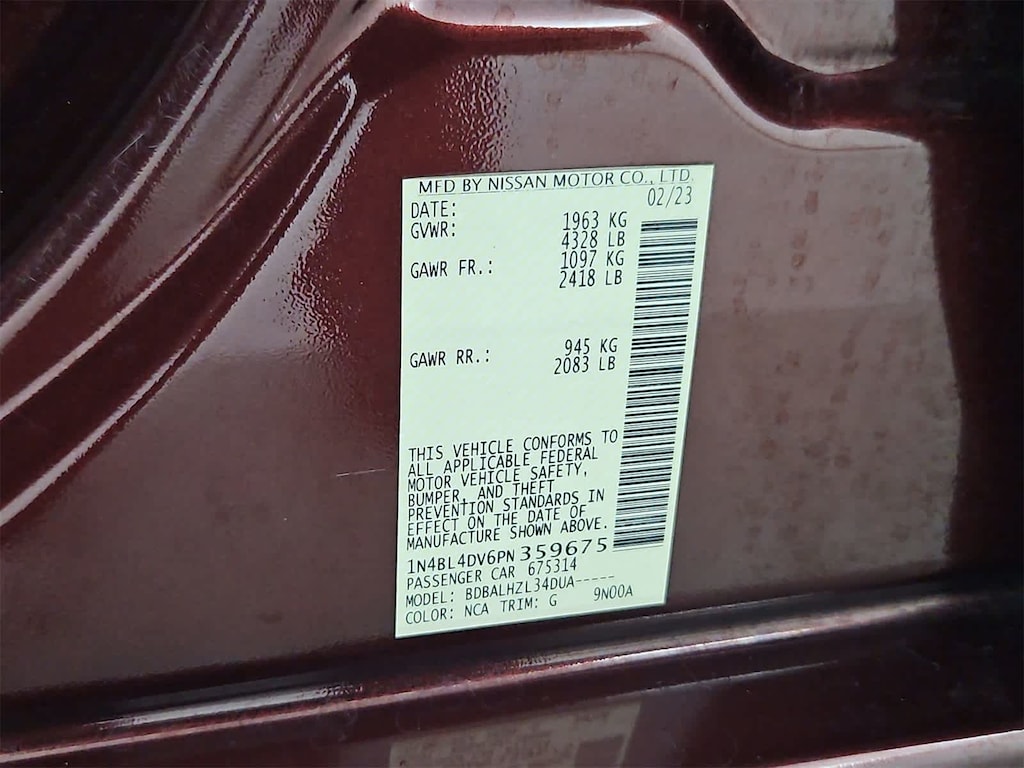 MFD BY NISSAN MOTOR CO., LTD
DATE: 02/23
GVWR: 1963 KG
4328 LB
GAWR FR.: 1097 KG
2418 LB
GAWR RR.: 945 KG
2083 LB
THIS VEHICLE CONFORMS TO
ALL APPLICABLE FEDERAL
MOTOR VEHICLE SAFETY,
BUMPER, AND THEFT
PREVENTION STANDARDS IN
EFFECT ON THE DATE OF
MANUFACTURE SHOWN ABOVE.
1N4BL4DV6PN359675
PASSENGER CAR 675314
MODEL: BDBALHZL34DUA-----
COLOR: NCA TRIM: G 9N00A